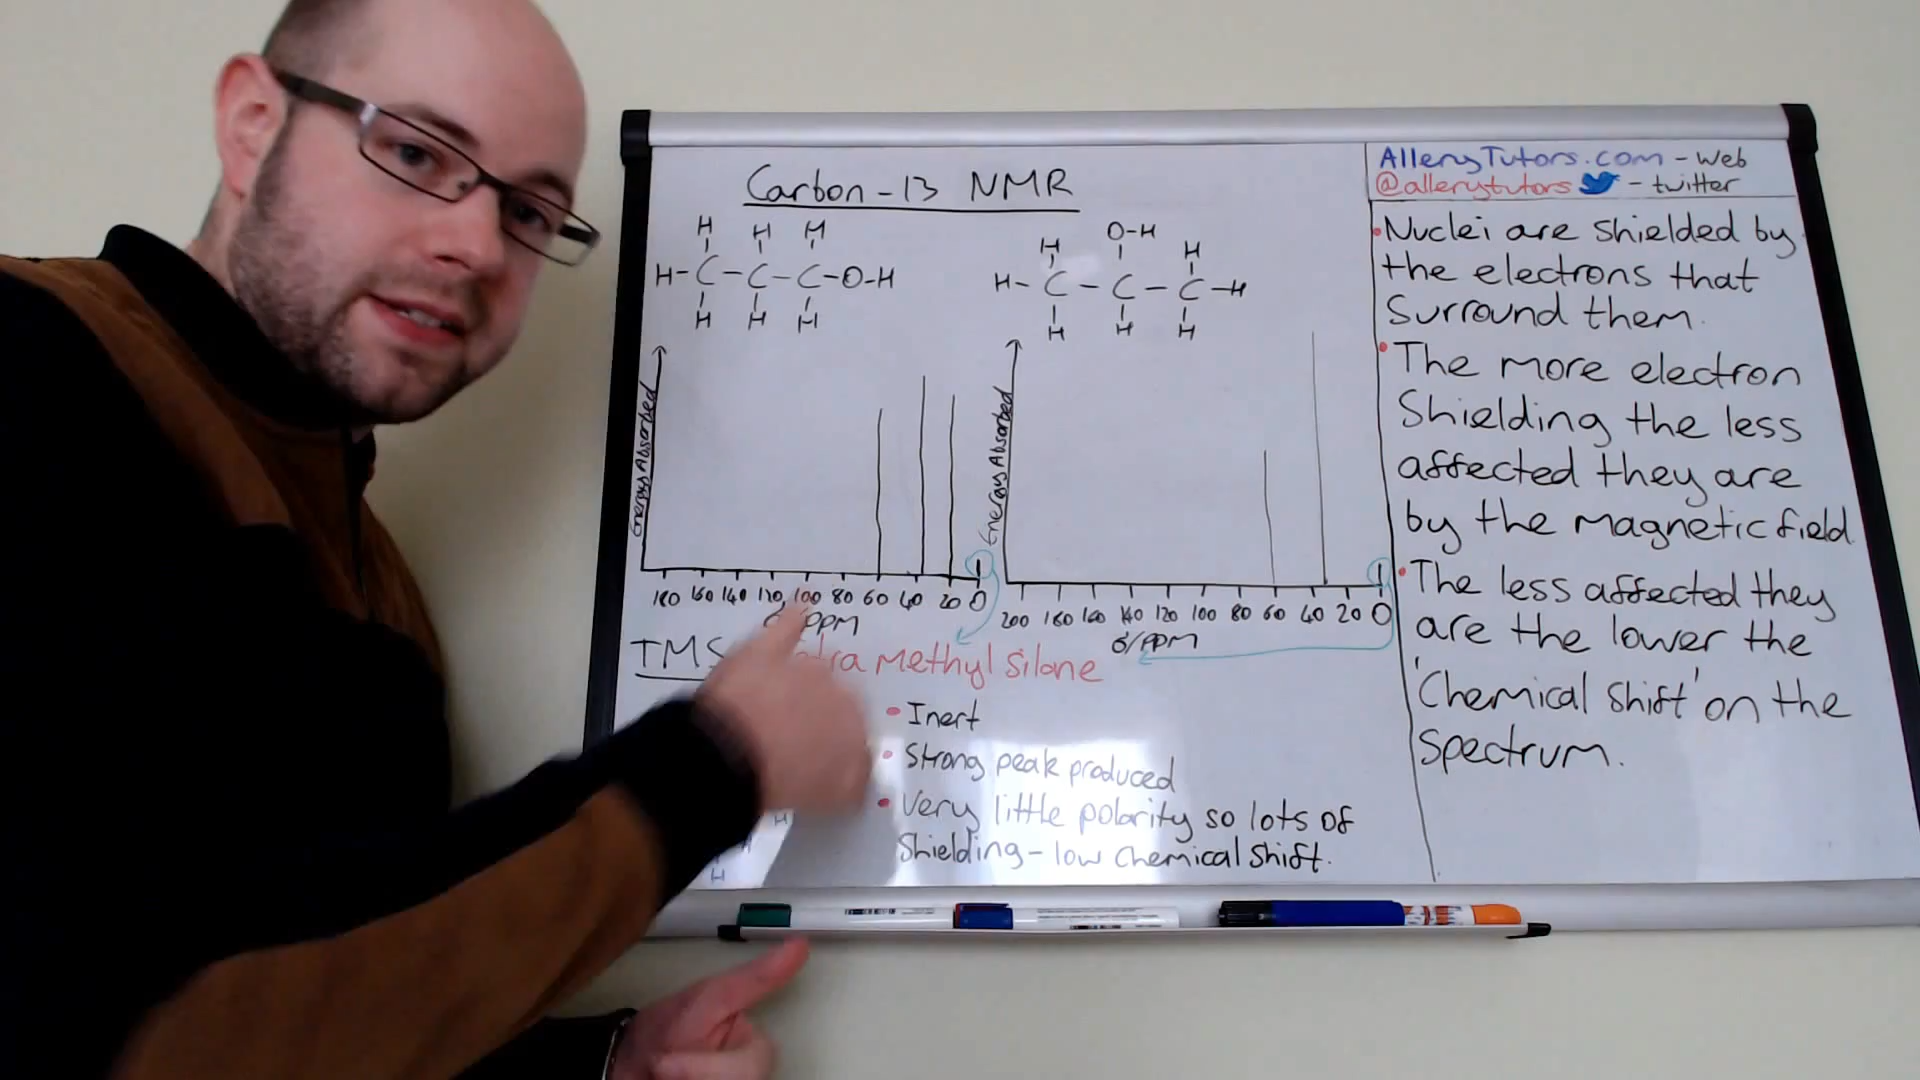 Carbon-13 NMR
H H H
H-C-C-C-O-H
H H H
O-H
H H
H-C-C-C-H
H H H
Energy Absorbed
180 160 140 120 100 80 60 40 20 0
PPM
Energy Absorbed
200 180 160 140 120 100 80 60 40 20 0
δ/PPM
TMS
Methyl Silane
• Inert
• Strong peak produced
• Very little polarity so lots of
Shielding - low chemical shift.
H
H
H
AlleryTutors.com - Web
@allerytutors - twitter
• Nuclei are shielded by
the electrons that
Surround them.
• The more electron
Shielding the less
affected they are
by the magnetic field.
• The less affected they
are the lower the
'Chemical Shift' on the
Spectrum.